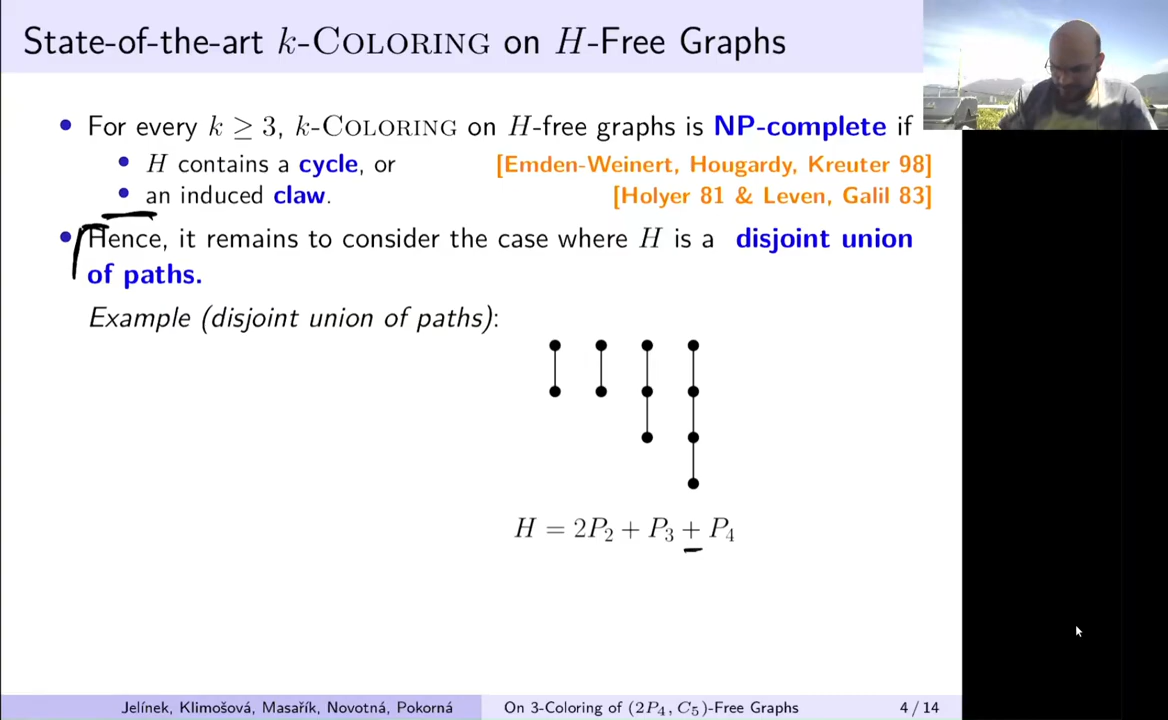 State-of-the-art k-COLORING on H-Free Graphs
• For every k ≥ 3, k-COLORING on H-free graphs is NP-complete if
• H contains a cycle, or [Emden-Weinert, Hougardy, Kreuter 98]
• an induced claw. [Holyer 81 & Leven, Galil 83]
• Hence, it remains to consider the case where H is a disjoint union
of paths.
Example (disjoint union of paths):
H = 2P₂ + P₃ + P₄
Jelínek, Klimošová, Masařík, Novotná, Pokorná On 3-Coloring of (2P₄, C₅)-Free Graphs 4 / 14